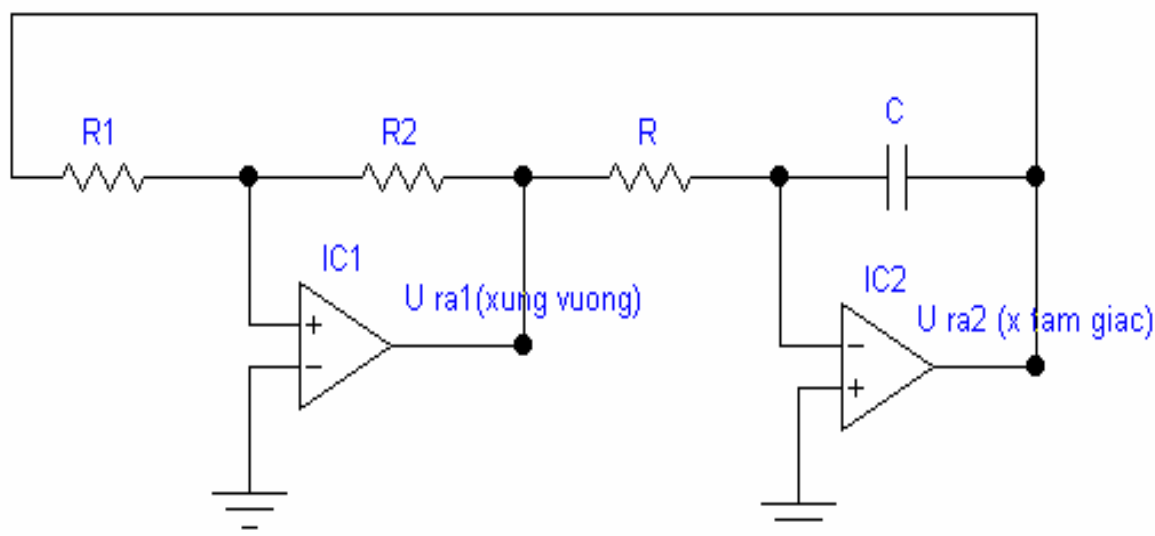 R1
R2
R
C
IC1
U ra1(xung vuong)
IC2
U ra2 (x tam giac)
+
−
−
+